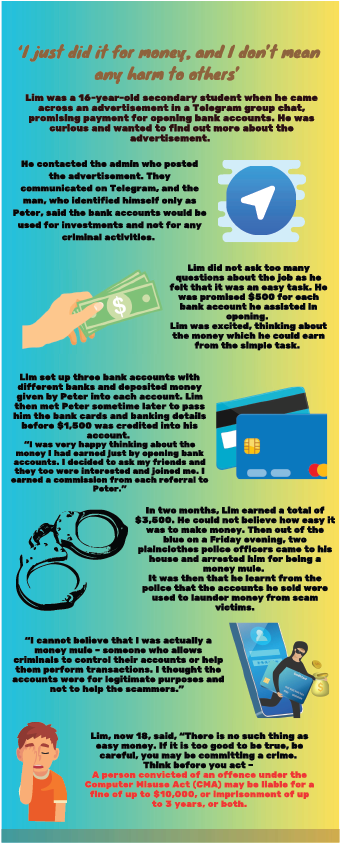 'I just did it for money, and I don't mean
any harm to others'
Lim was a 16-year-old secondary student when he came
across an advertisement in a Telegram group chat,
promising payment for opening bank accounts. He was
curious and wanted to find out more about the
advertisement.
He contacted the admin who posted
the advertisement. They
communicated on Telegram, and the
man, who identified himself only as
Peter, said the bank accounts would be
used for investments and not for any
criminal activities.
Lim did not ask too many
questions about the job as he
felt that it was an easy task. He
was promised $500 for each
bank account he assisted in
opening.
Lim was excited, thinking about
the money which he could earn
from the simple task.
Lim set up three bank accounts with
different banks and deposited money
given by Peter into each account. Lim
then met Peter sometime later to pass
him the bank cards and banking details
before $1,500 was credited into his
account.
"I was very happy thinking about the
money I had earned just by opening bank
accounts. I decided to ask my friends and
they too were interested and joined me. I
earned a commission from each referral to
Peter."
In two months, Lim earned a total of
$3,500. He could not believe how easy it
was to make money. Then out of the
blue on a Friday evening, two
plainclothes police officers came to his
house and arrested him for being a
money mule.
It was then that he learnt from the
police that the accounts he sold were
used to launder money from scam
victims.
"I cannot believe that I was actually a
money mule – someone who allows
criminals to control their accounts or help
them perform transactions. I thought the
accounts were for legitimate purposes and
not to help the scammers."
Lim, now 18, said, "There is no such thing as
easy money. If it is too good to be true, be
careful, you may be committing a crime.
Think before you act –
A person convicted of an offence under the
Computer Misuse Act (CMA) may be liable for a
fine of up to $10,000, or imprisonment of up
to 3 years, or both.